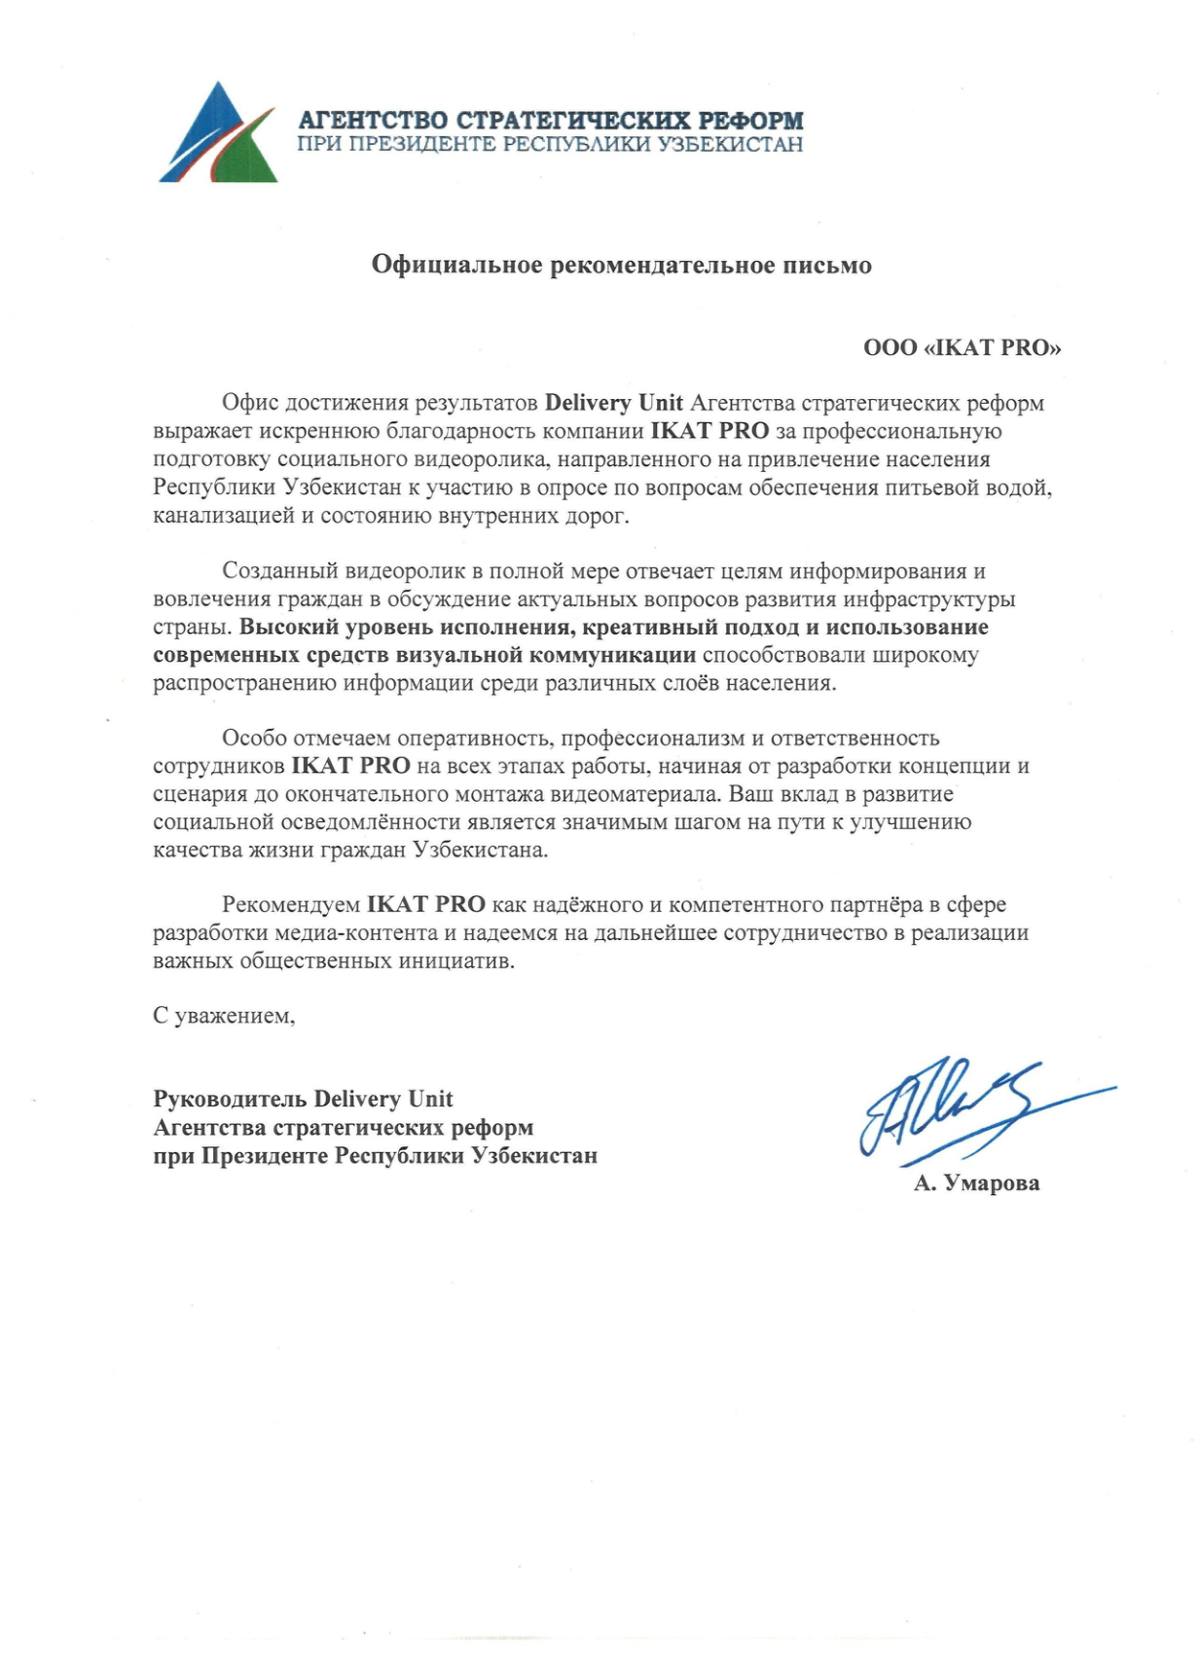 АГЕНТСТВО СТРАТЕГИЧЕСКИХ РЕФОРМ
ПРИ ПРЕЗИДЕНТЕ РЕСПУБЛИКИ УЗБЕКИСТАН
Официальное рекомендательное письмо
ООО «IKAT PRO»
Офис достижения результатов Delivery Unit Агентства стратегических реформ
выражает искреннюю благодарность компании IKAT PRO за профессиональную
подготовку социального видеоролика, направленного на привлечение населения
Республики Узбекистан к участию в опросе по вопросам обеспечения питьевой водой,
канализацией и состоянию внутренних дорог.
Созданный видеоролик в полной мере отвечает целям информирования и
вовлечения граждан в обсуждение актуальных вопросов развития инфраструктуры
страны. Высокий уровень исполнения, креативный подход и использование
современных средств визуальной коммуникации способствовали широкому
распространению информации среди различных слоёв населения.
Особо отмечаем оперативность, профессионализм и ответственность
сотрудников IKAT PRO на всех этапах работы, начиная от разработки концепции и
сценария до окончательного монтажа видеоматериала. Ваш вклад в развитие
социальной осведомлённости является значимым шагом на пути к улучшению
качества жизни граждан Узбекистана.
Рекомендуем IKAT PRO как надёжного и компетентного партнёра в сфере
разработки медиа-контента и надеемся на дальнейшее сотрудничество в реализации
важных общественных инициатив.
С уважением,
Руководитель Delivery Unit
Агентства стратегических реформ
при Президенте Республики Узбекистан
А. Умарова